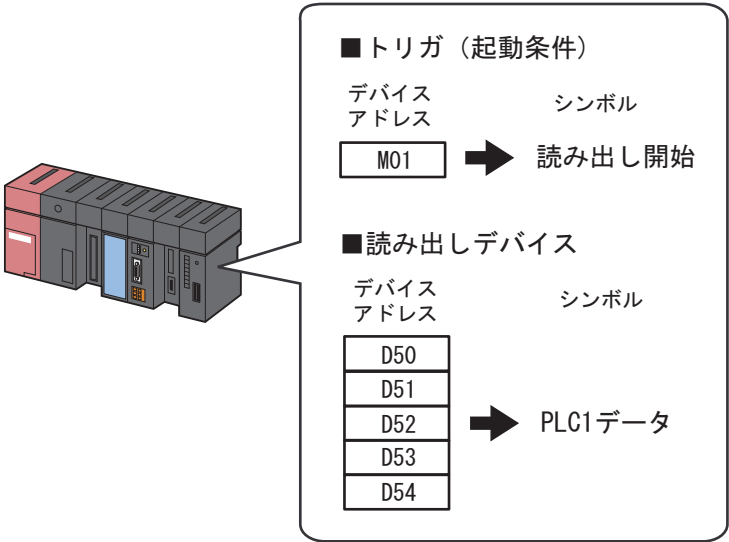 ■トリガ（起動条件）
デバイス
アドレス
シンボル
M01
読み出し開始
■読み出しデバイス
デバイス
アドレス
シンボル
D50
D51
D52
D53
D54
PLC1データ